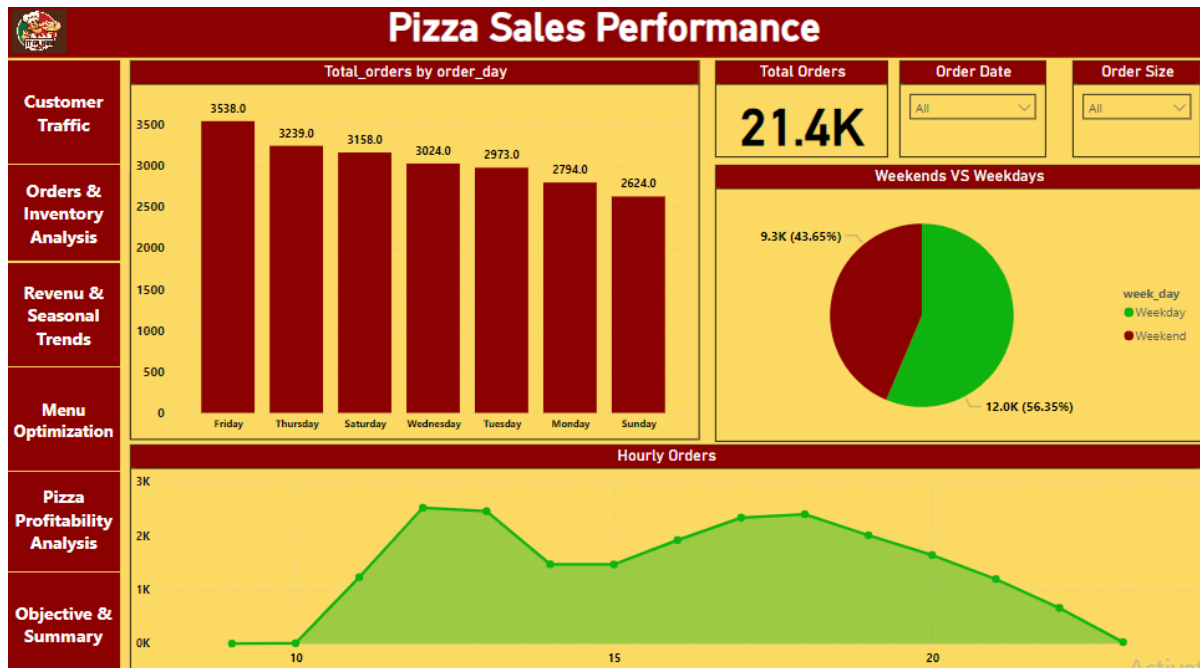 Pizza Sales Performance
Customer
Traffic
Orders &
Inventory
Analysis
Revenu &
Seasonal
Trends
Menu
Optimization
Pizza
Profitability
Analysis
Objective &
Summary
Total_orders by order_day
3500
3000
2500
2000
1500
1000
500
0
3538.0
3239.0
3158.0
3024.0
2973.0
2794.0
2624.0
Friday
Thursday
Saturday
Wednesday
Tuesday
Monday
Sunday
Total Orders
21.4K
Order Date
All
Order Size
All
Weekends VS Weekdays
9.3K (43.65%)
12.0K (56.35%)
week_day
Weekday
Weekend
Hourly Orders
3K
2K
1K
0K
10
15
20